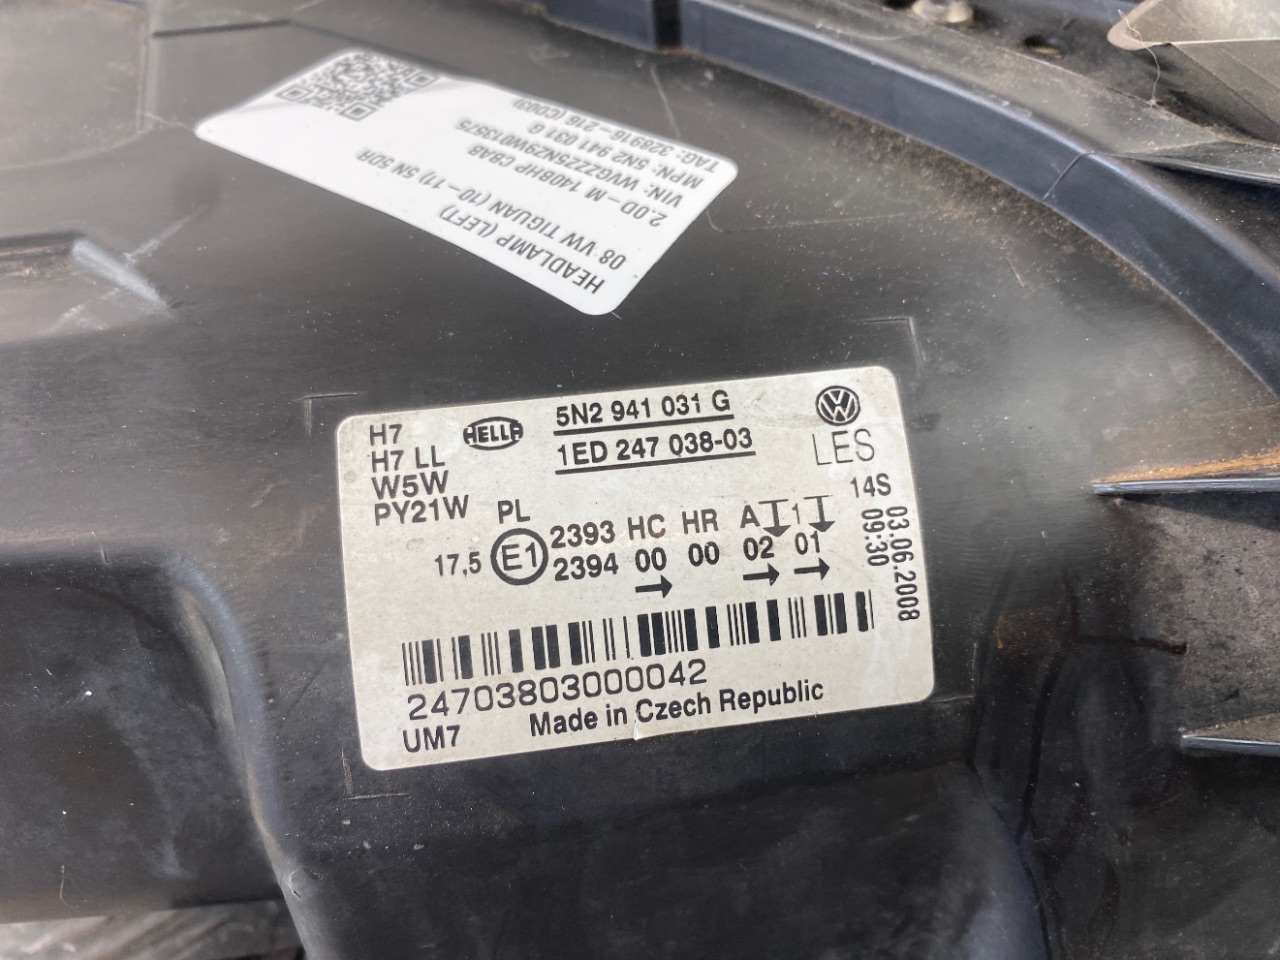 HEADLAMP (LEFT)
08 VW TIGUAN (10-11) 5N 5DR
2.0D-M 140BHP CBAB
VIN: WVGZZZ5NZ9W013575
MPN: 5N2 941 031 G
TAG: 328916-216 (C003)
H7
H7 LL
W5W
PY21W
HELLA
5N2 941 031 G
1ED 247 038-03
VW
LES
14S
03.06.2008
09:30
PL
17,5 E1
2393 HC HR A 1
2394 00 00 02 01
24703803000042
UM7 Made in Czech Republic